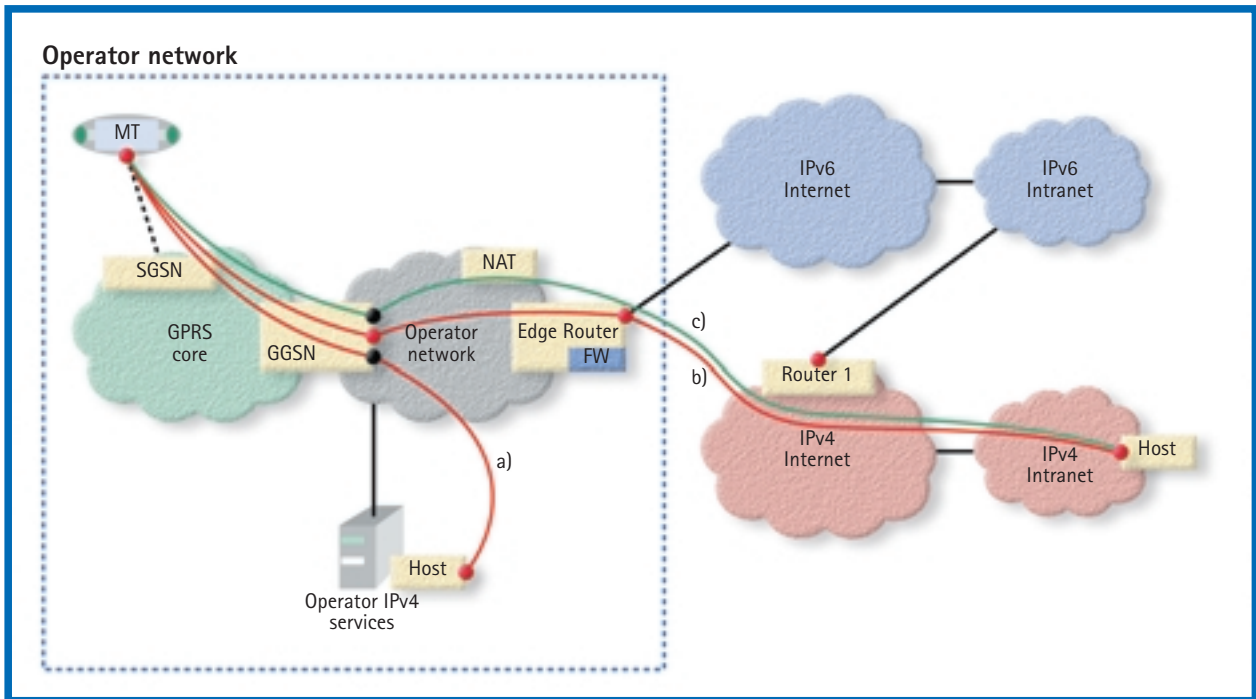 Operator network
MT
IPv6
Internet
IPv6
Intranet
SGSN
NAT
GPRS
core
GGSN
Operator
network
Edge Router
FW
c)
b)
Router 1
a)
IPv4
Internet
IPv4
Intranet
Host
Host
Operator IPv4
services